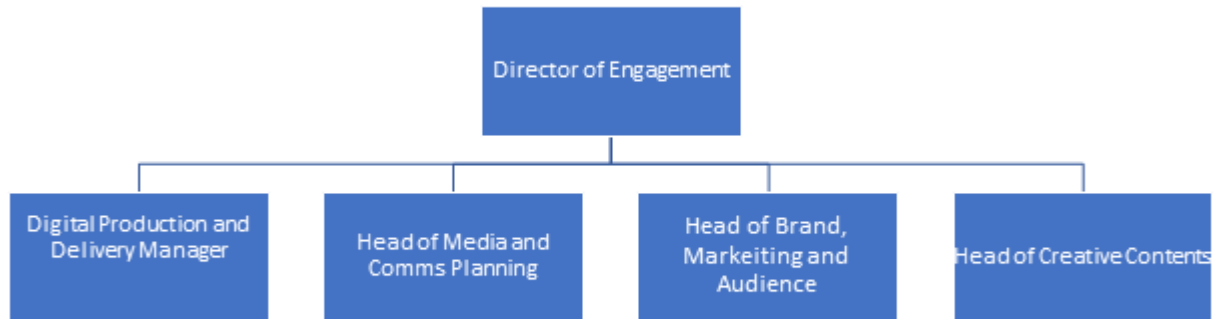 Director of Engagement
Digital Production and
Delivery Manager
Head of Media and
Comms Planning
Head of Brand,
Markeiting and
Audience
Head of Creative Contents